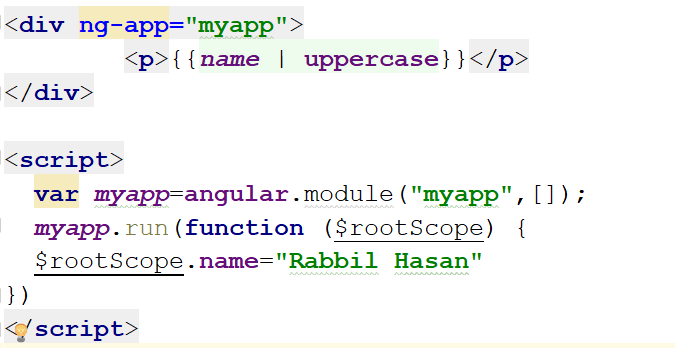 <div ng-app="myapp">
<p>{{name | uppercase}}</p>
</div>
<script>
var myapp=angular.module("myapp",[]);
myapp.run(function ($rootScope) {
$rootScope.name="Rabbil Hasan"
})
</script>